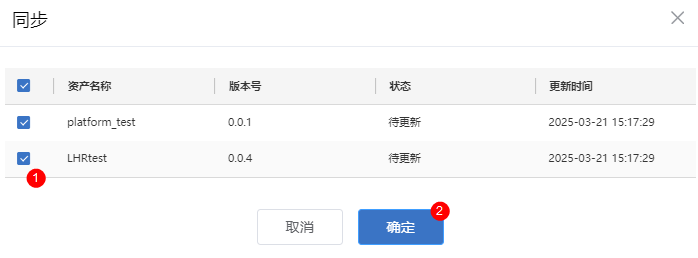 同步
资产名称 版本号 状态 更新时间
platform_test 0.0.1 待更新 2025-03-21 15:17:29
LHRtest 0.0.4 待更新 2025-03-21 15:17:29
1
取消 确定 2